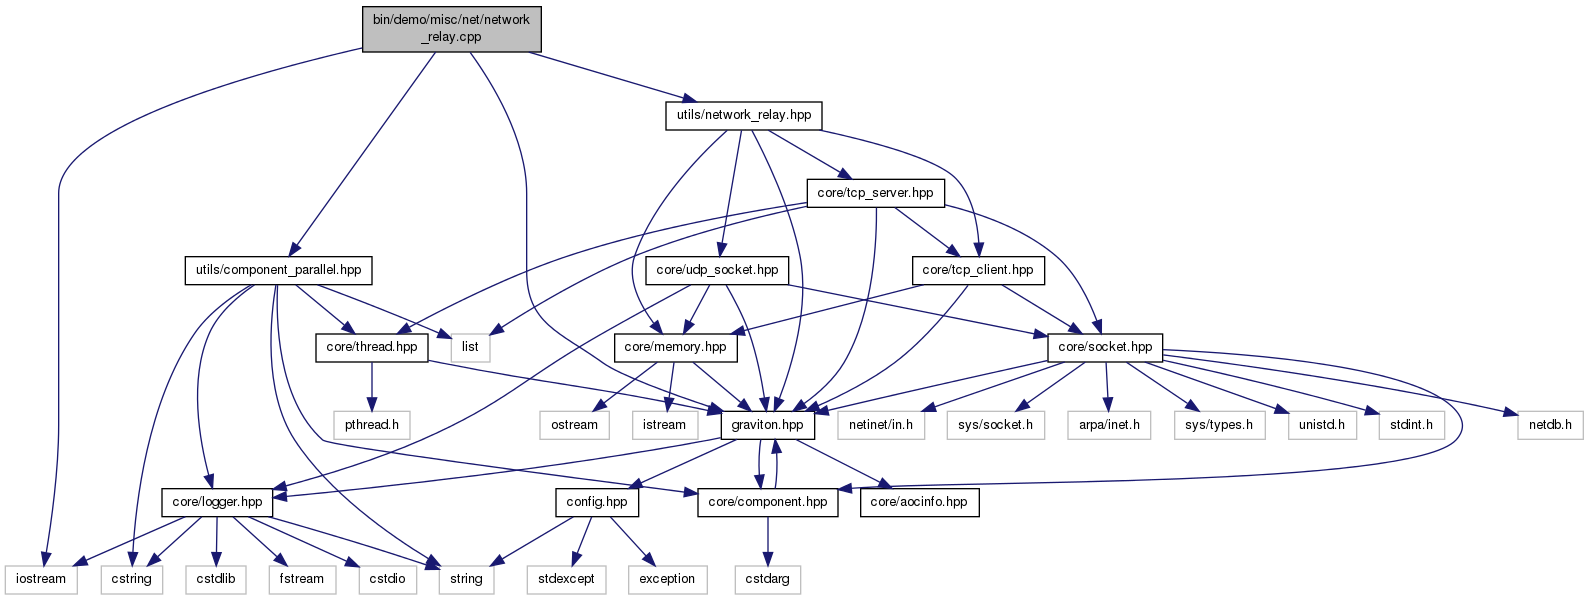 bin/demo/misc/net/network
_relay.cpp
utils/network_relay.hpp
core/tcp_server.hpp
utils/component_parallel.hpp
core/udp_socket.hpp
core/tcp_client.hpp
core/thread.hpp
list
core/memory.hpp
core/socket.hpp
pthread.h
ostream
istream
graviton.hpp
netinet/in.h
sys/socket.h
arpa/inet.h
sys/types.h
unistd.h
stdint.h
netdb.h
core/logger.hpp
config.hpp
core/component.hpp
core/aocinfo.hpp
iostream
cstring
cstdlib
fstream
cstdio
string
stdexcept
exception
cstdarg